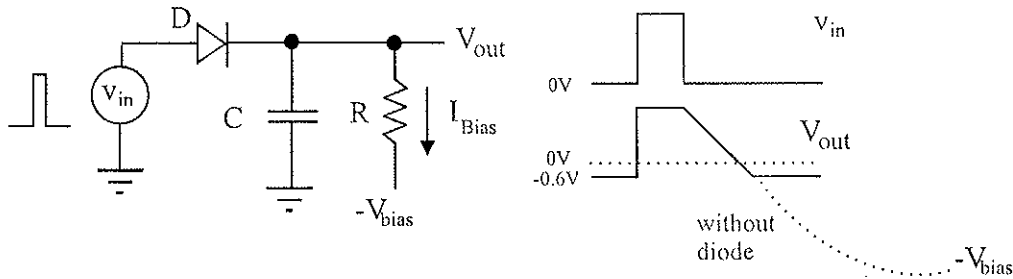 D
V_out
v_in
C
R
I_Bias
-V_bias
v_in
0V
V_out
0V
-0.6V
without
diode
-V_bias